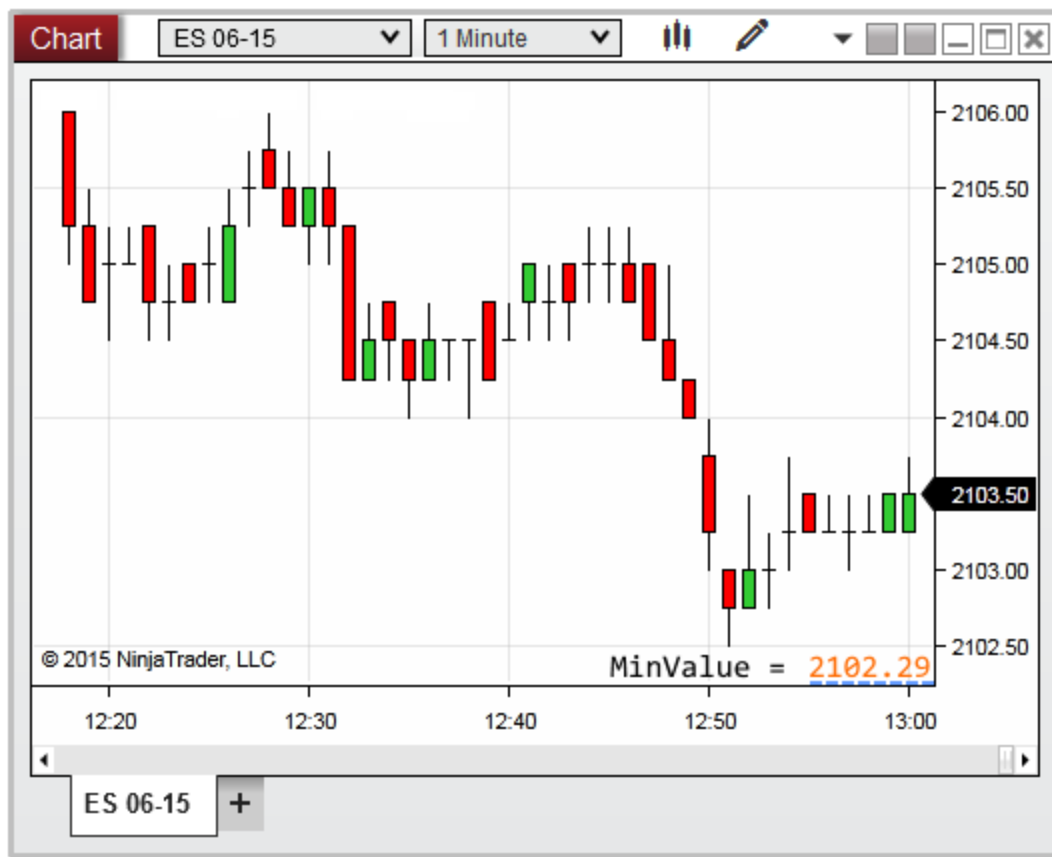 Chart ES 06-15 1 Minute
2106.00
2105.50
2105.00
2104.50
2104.00
2103.50
2103.00
2102.50
© 2015 NinjaTrader, LLC
MinValue = 2102.29
12:20 12:30 12:40 12:50 13:00
ES 06-15 +